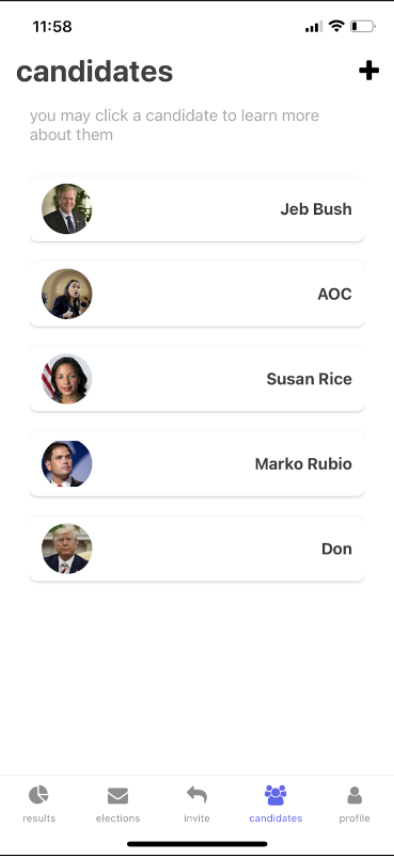 11:58
candidates
you may click a candidate to learn more
about them
Jeb Bush
AOC
Susan Rice
Marko Rubio
Don
results elections invite candidates profile